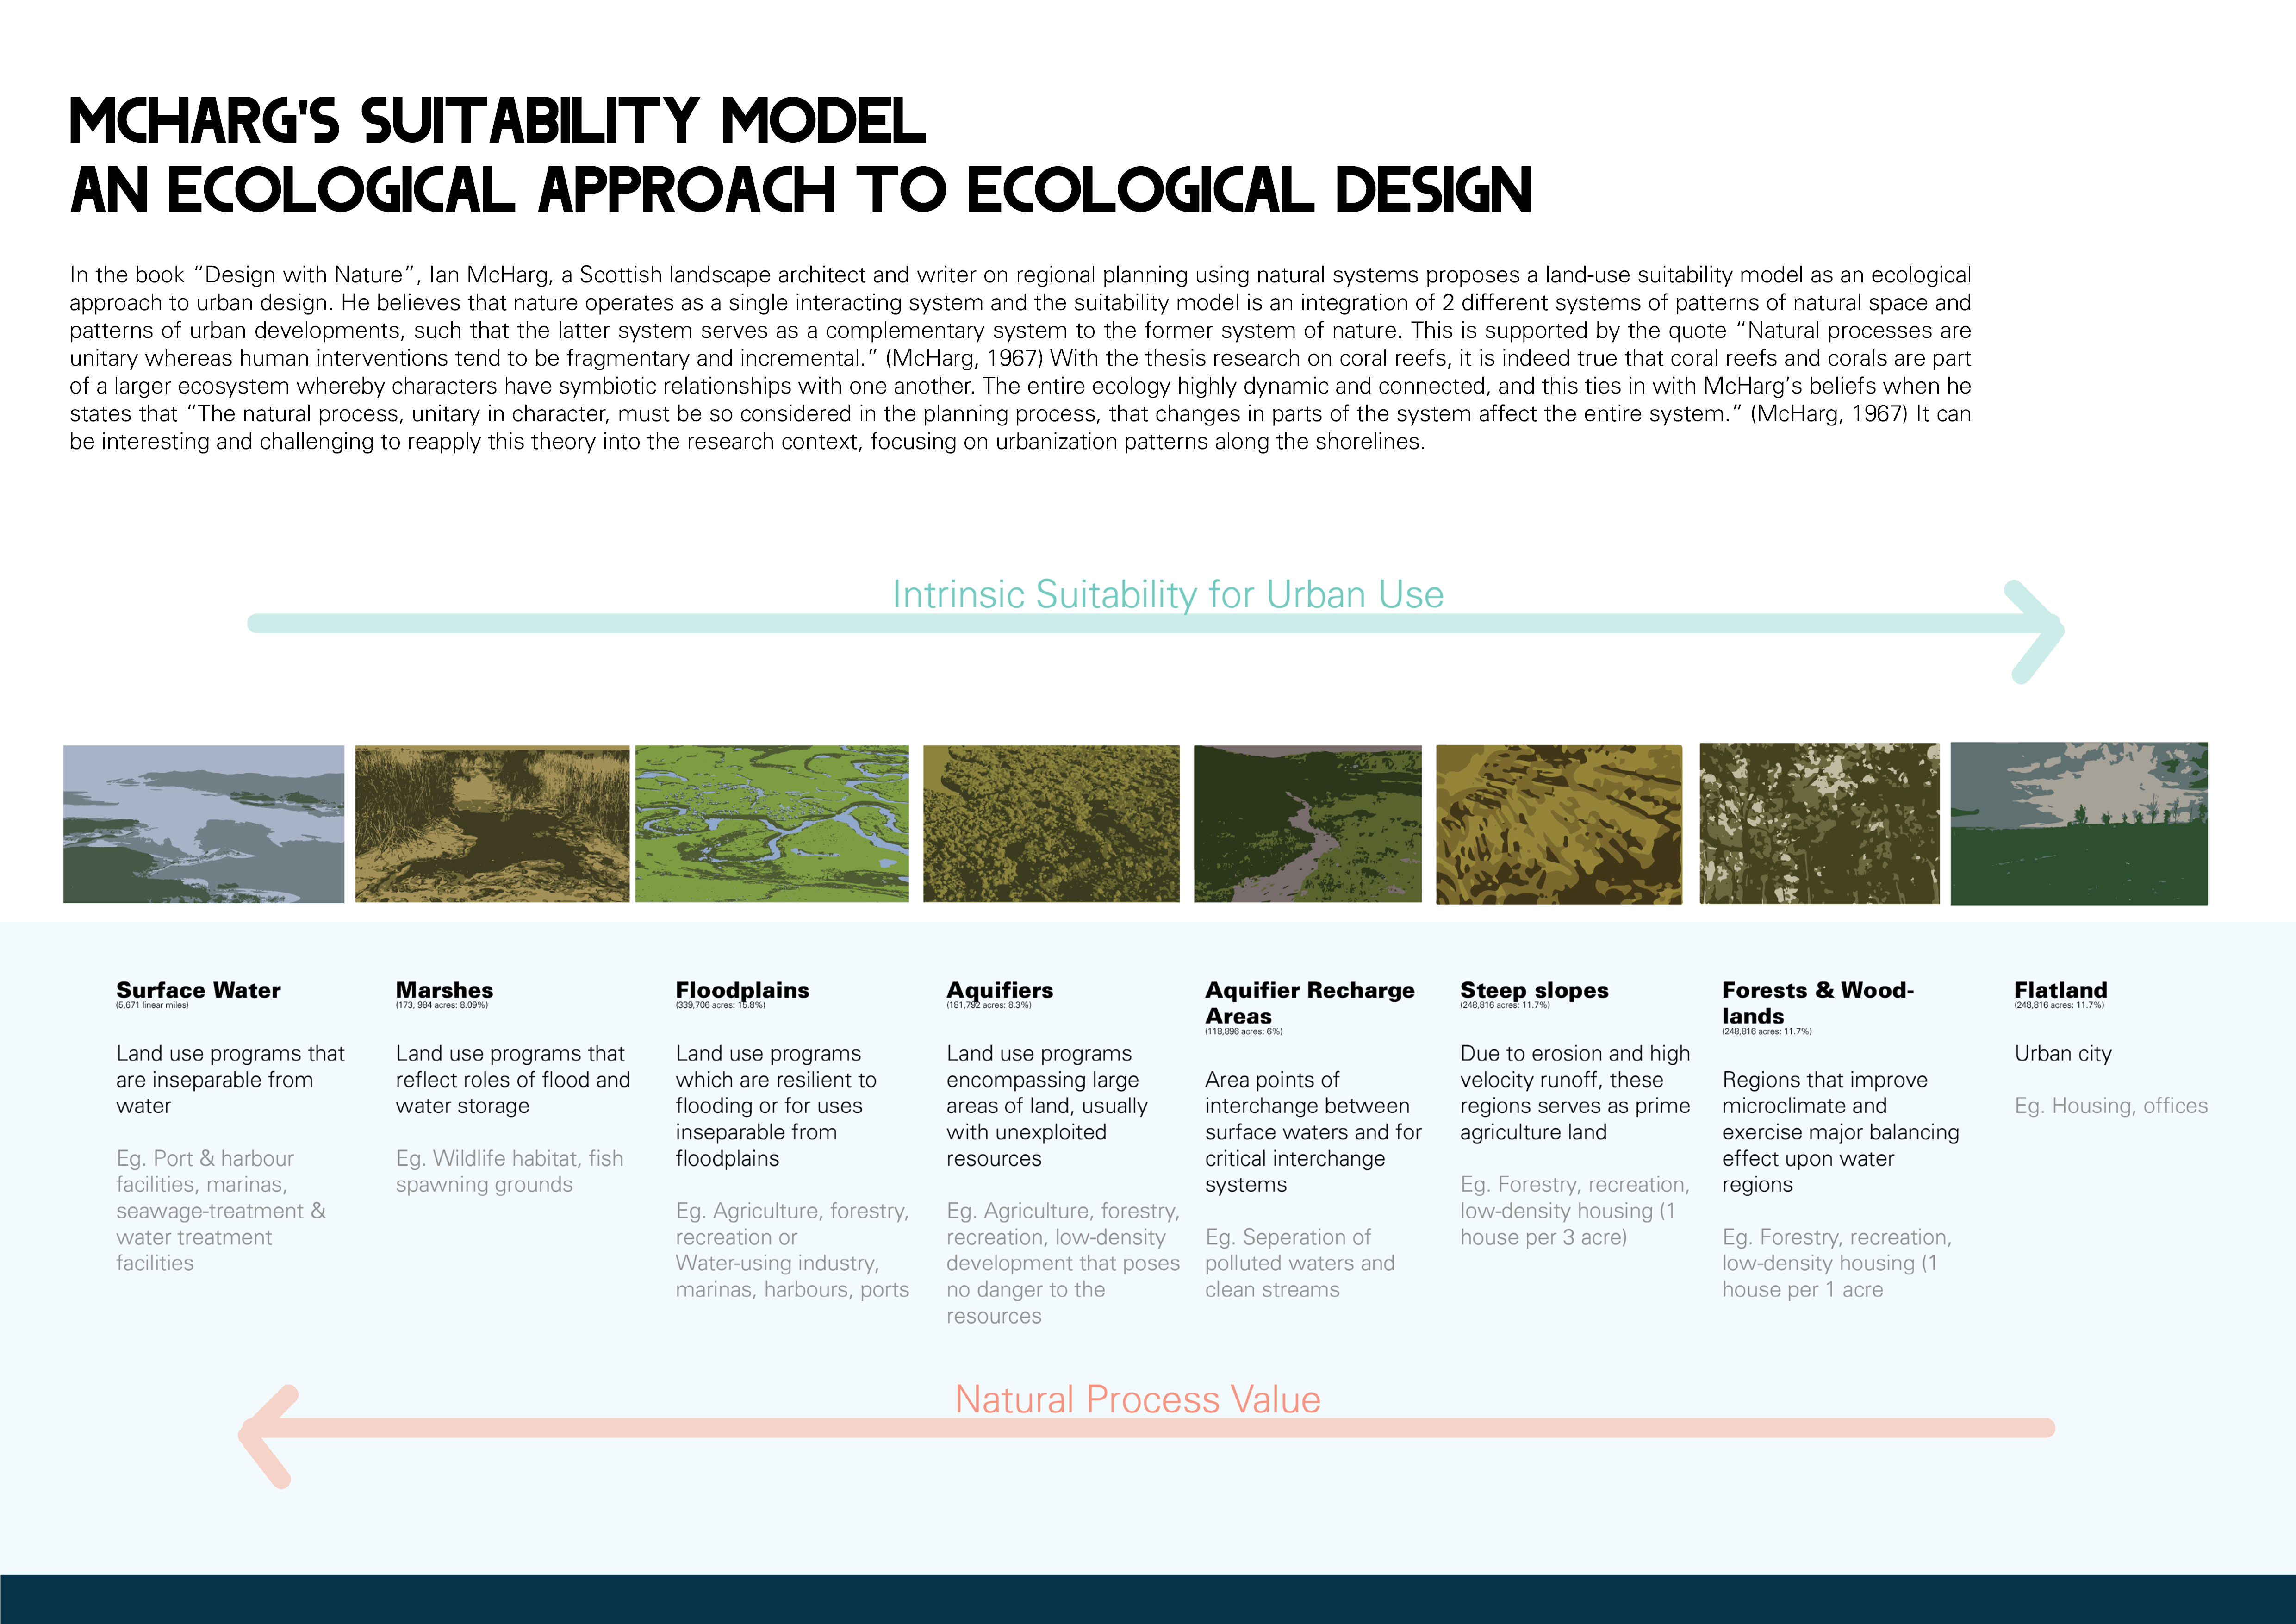 MCHARG'S SUITABILITY MODEL
AN ECOLOGICAL APPROACH TO ECOLOGICAL DESIGN
In the book “Design with Nature”, Ian McHarg, a Scottish landscape architect and writer on regional planning using natural systems proposes a land-use suitability model as an ecological
approach to urban design. He believes that nature operates as a single interacting system and the suitability model is an integration of 2 different systems of patterns of natural space and
patterns of urban developments, such that the latter system serves as a complementary system to the former system of nature. This is supported by the quote “Natural processes are
unitary whereas human interventions tend to be fragmentary and incremental.” (McHarg, 1967) With the thesis research on coral reefs, it is indeed true that coral reefs and corals are part
of a larger ecosystem whereby characters have symbiotic relationships with one another. The entire ecology highly dynamic and connected, and this ties in with McHarg’s beliefs when he
states that “The natural process, unitary in character, must be so considered in the planning process, that changes in parts of the system affect the entire system.” (McHarg, 1967) It can
be interesting and challenging to reapply this theory into the research context, focusing on urbanization patterns along the shorelines.
Intrinsic Suitability for Urban Use
Surface Water
(5,671 linear miles)
Land use programs that
are inseparable from
water
Eg. Port & harbour
facilities, marinas,
seawage-treatment &
water treatment
facilities
Marshes
(173, 984 acres: 8.09%)
Land use programs that
reflect roles of flood and
water storage
Eg. Wildlife habitat, fish
spawning grounds
Floodplains
(339,706 acres: 15.8%)
Land use programs
which are resilient to
flooding or for uses
inseparable from
floodplains
Eg. Agriculture, forestry,
recreation or
Water-using industry,
marinas, harbours, ports
Aquifiers
(181,792 acres: 8.3%)
Land use programs
encompassing large
areas of land, usually
with unexploited
resources
Eg. Agriculture, forestry,
recreation, low-density
development that poses
no danger to the
resources
Aquifier Recharge
Areas
(118,896 acres: 6%)
Area points of
interchange between
surface waters and for
critical interchange
systems
Eg. Seperation of
polluted waters and
clean streams
Steep slopes
(248,816 acres: 11.7%)
Due to erosion and high
velocity runoff, these
regions serves as prime
agriculture land
Eg. Forestry, recreation,
low-density housing (1
house per 3 acre)
Forests & Wood-
lands
(248,816 acres: 11.7%)
Regions that improve
microclimate and
exercise major balancing
effect upon water
regions
Eg. Forestry, recreation,
low-density housing (1
house per 1 acre
Flatland
(248,816 acres: 11.7%)
Urban city
Eg. Housing, offices
Natural Process Value